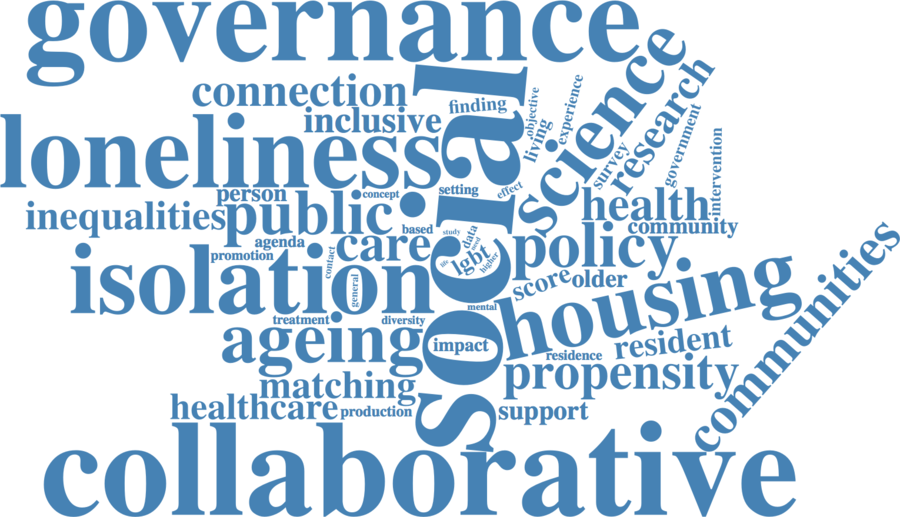 governance
social
science
research
connection
finding
objective
living
experience
inclusive
loneliness
survey
government
intervention
person
concept
setting
effect
health
inequalities
public
based
study
data
used
community
agenda
care
policy
promotion
contact
isolation
general
life
lgbt
higher
score
older
housing
communities
treatment
diversity
mental
ageing
impact
residence
resident
matching
propensity
healthcare
production
support
collaborative